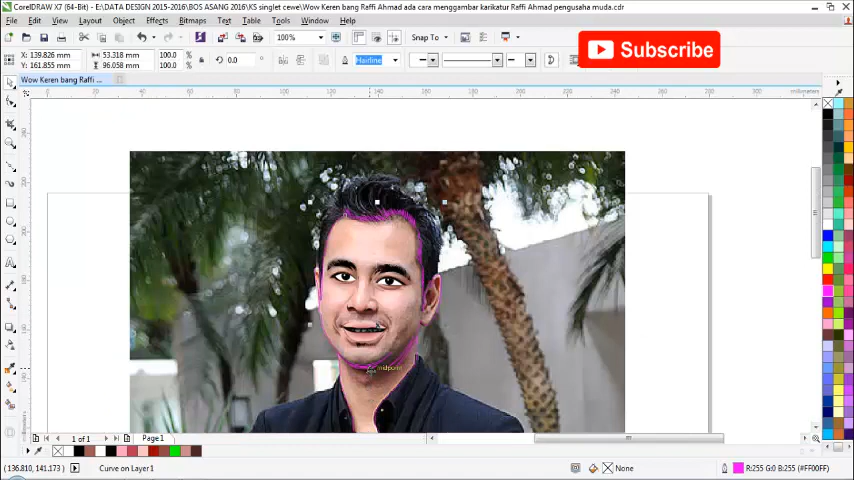 CorelDRAW X7 (64-Bit) - E:\DATA DESIGN 2015-2016\BOS ASANG 2016\KS singlet cewe\Wow Keren bang Raffi Ahmad ada cara menggambar karikatur Raffi Ahmad pengusaha muda.cdr
File Edit View Layout Object Effects Bitmaps Text Table Tools Window Help
100% Snap To
Subscribe
X: 139.826 mm 53.318 mm 100.0 % 0.0 Hairline
Y: 161.855 mm 96.058 mm 100.0 %
Wow Keren bang Raffi ...
millimeters
midpoint
1 of 1 Page1
(136.810, 141.173) Curve on Layer 1 None R:255 G:0 B:255 (#FF00FF)